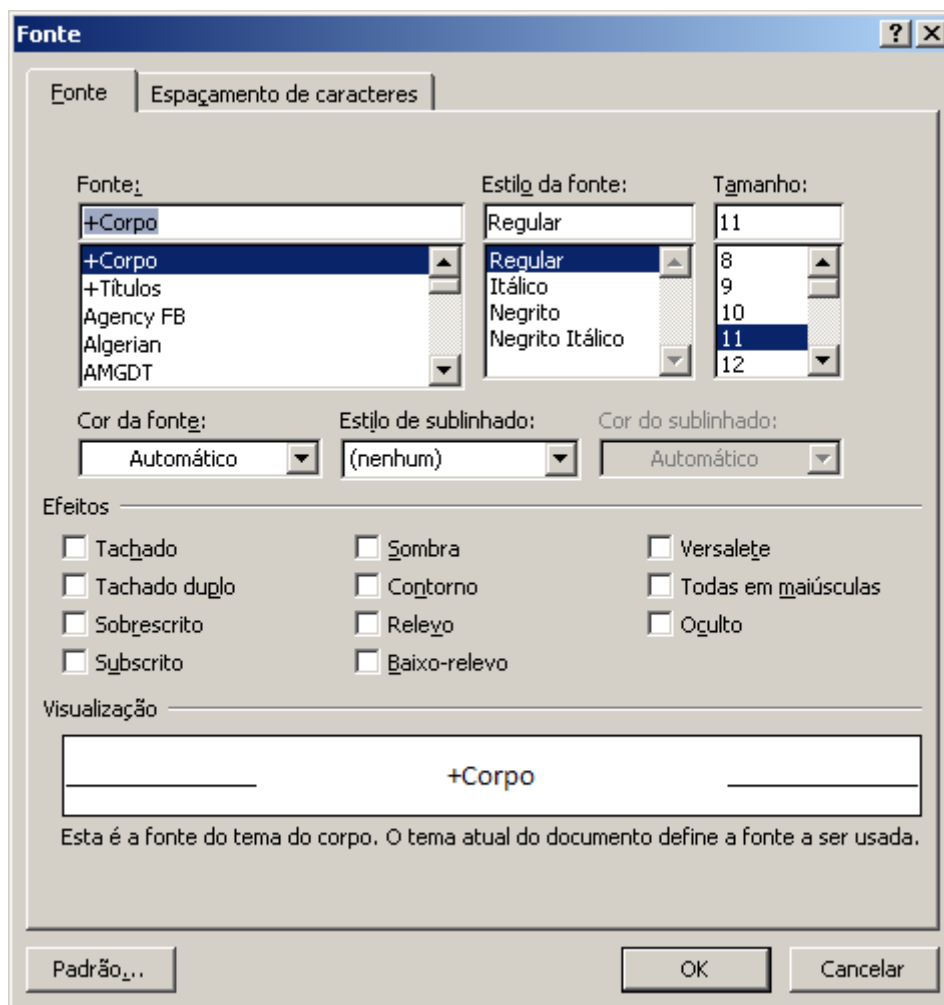 Fonte
Fonte
Espaçamento de caracteres
Fonte: Estilo da fonte: Tamanho:
+Corpo Regular 11
+Corpo Regular 8
+Títulos Itálico 9
Agency FB Negrito 10
Algerian Negrito Itálico 11
AMGDT 12
Cor da fonte: Estilo de sublinhado: Cor do sublinhado:
Automático (nenhum) Automático
Efeitos
Tachado Sombra Versalete
Tachado duplo Contorno Todas em maiúsculas
Sobrescrito Relevo Oculto
Subscrito Baixo-relevo
Visualização
+Corpo
Esta é a fonte do tema do corpo. O tema atual do documento define a fonte a ser usada.
Padrão... OK Cancelar